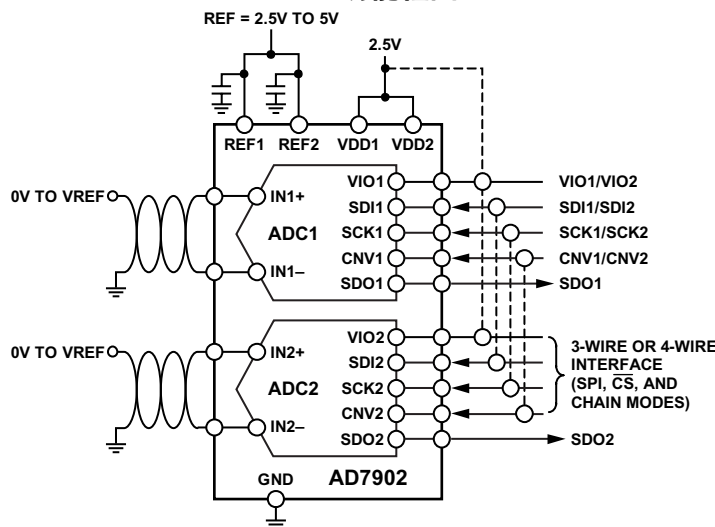 REF = 2.5V TO 5V
2.5V
REF1 REF2 VDD1 VDD2
0V TO VREF
IN1+
IN1–
ADC1
VIO1
SDI1
SCK1
CNV1
SDO1
VIO1/VIO2
SDI1/SDI2
SCK1/SCK2
CNV1/CNV2
SDO1
0V TO VREF
IN2+
IN2–
ADC2
VIO2
SDI2
SCK2
CNV2
SDO2
3-WIRE OR 4-WIRE
INTERFACE
(SPI, CS, AND
CHAIN MODES)
SDO2
GND
AD7902